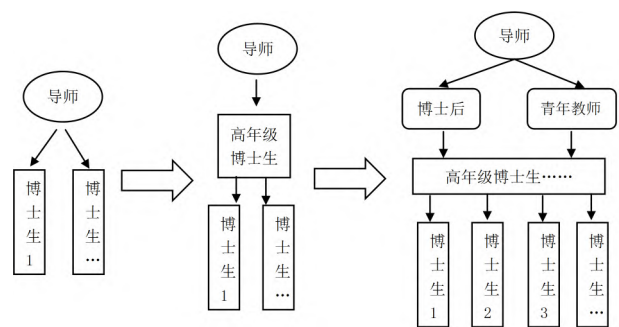 导师
博士生1
博士生…
导师
高年级
博士生
博士生1
博士生…
导师
博士后
青年教师
高年级博士生……
博士生1
博士生2
博士生3
博士生…